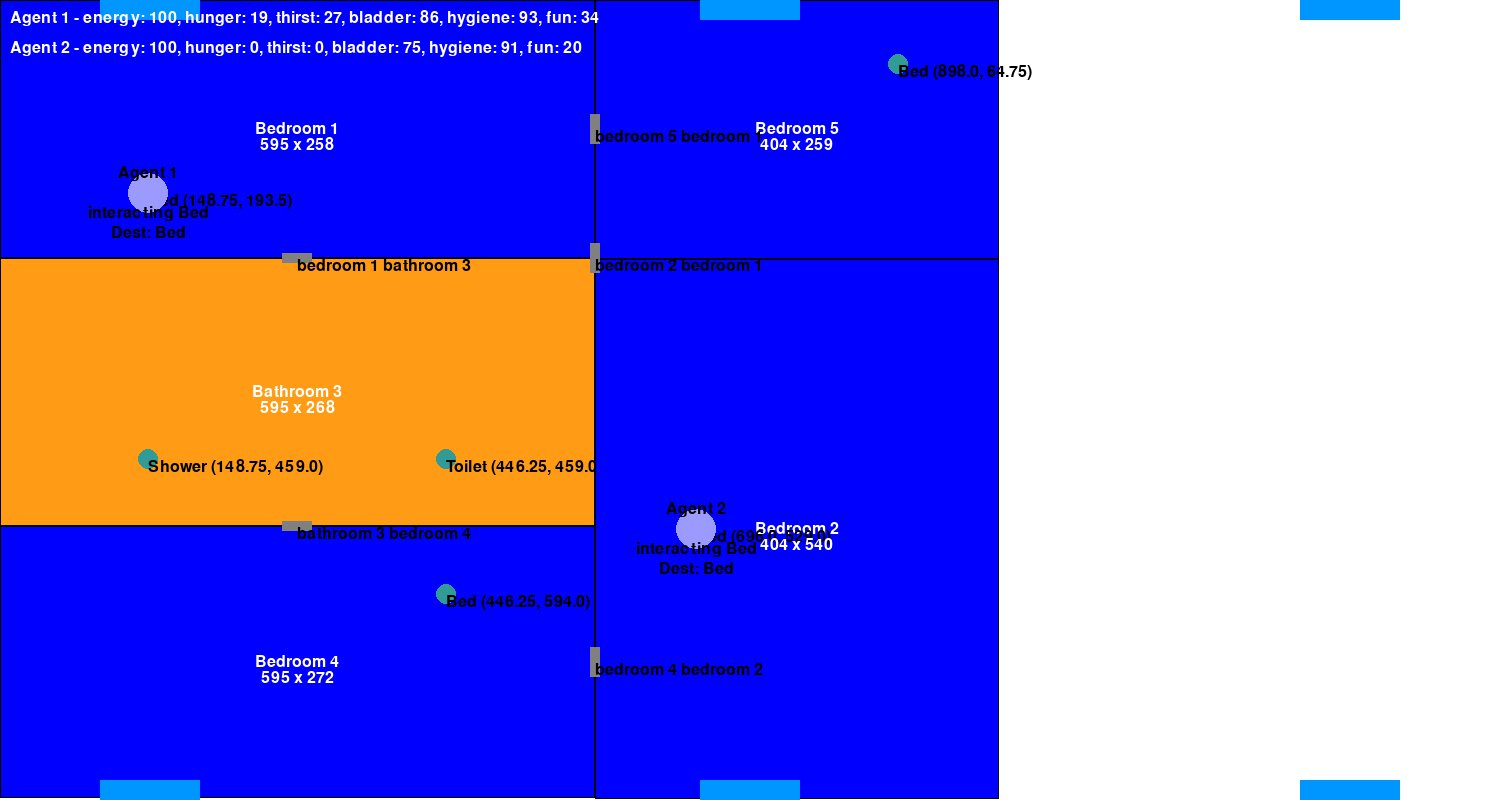 Agent 1 - energy: 100, hunger: 19, thirst: 27, bladder: 86, hygiene: 93, fun: 34
Agent 2 - energy: 100, hunger: 0, thirst: 0, bladder: 75, hygiene: 91, fun: 20
Bed (898.0, 64.75)
Bedroom 1
595 x 258
bedroom 5 bedroom 1
Bedroom 5
404 x 259
Agent 1
(148.75, 193.5)
interacting Bed
Dest: Bed
bedroom 1 bathroom 3
bedroom 2 bedroom 1
Bathroom 3
595 x 268
Shower (148.75, 459.0)
Toilet (446.25, 459.0
Agent 2
Bedroom 2
404 x 540
interacting Bed
Dest: Bed
bathroom 3 bedroom 4
Bed (446.25, 594.0)
Bedroom 4
595 x 272
bedroom 4 bedroom 2